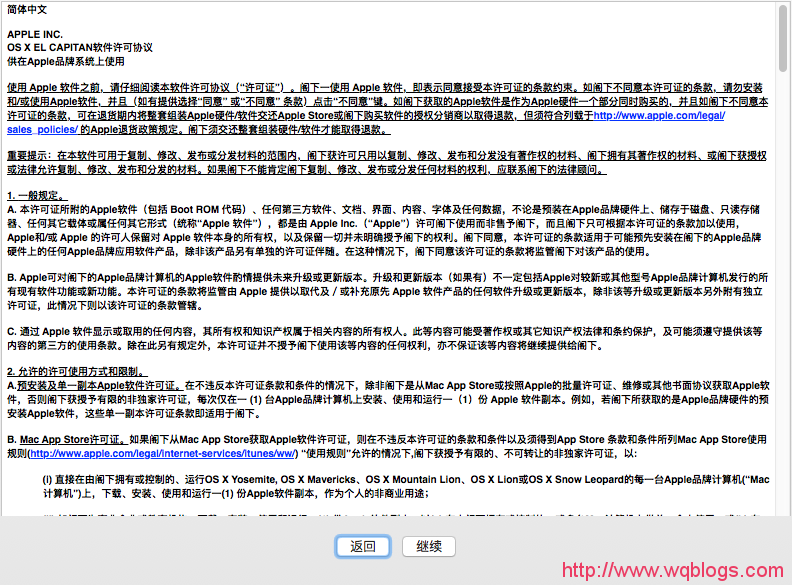 简体中文
APPLE INC.
OS X EL CAPITAN软件许可协议
供在Apple品牌系统上使用
使用 Apple 软件之前，请仔细阅读本软件许可协议（“许可证”）。阁下一使用 Apple 软件，即表示同意接受本许可证的条款约束。如阁下不同意本许可证的条款，请勿安装
和/或使用Apple软件，并且（如有提供选择“同意” 或“不同意” 条款）点击“不同意”键。如阁下获取的Apple软件是作为Apple硬件一个部分同时购买的，并且如阁下不同意本
许可证的条款，可在退货期内将整套组装Apple硬件/软件交还Apple Store或阁下购买软件的授权分销商以取得退款，但须符合列载于http://www.apple.com/legal/
sales_policies/ 的Apple退货政策规定。阁下须交还整套组装硬件/软件才能取得退款。
重要提示：在本软件可用于复制、修改、发布或分发材料的范围内，阁下获许可只用以复制、修改、发布和分发没有著作权的材料、阁下拥有其著作权的材料、或阁下获授权
或法律允许复制、修改、发布和分发的材料。如果阁下不能肯定阁下复制、修改、发布或分发任何材料的权利，应联系阁下的法律顾问。
1. 一般规定。
A. 本许可证所附的Apple软件（包括 Boot ROM 代码）、任何第三方软件、文档、界面、内容、字体及任何数据，不论是预装在Apple品牌硬件上、储存于磁盘、只读存储
器、任何其它载体或属任何其它形式（统称“Apple 软件”），都是由 Apple Inc.（“Apple”）许可阁下使用而非售予阁下，而且阁下只可根据本许可证的条款加以使用，
Apple和/或 Apple 的许可人保留对 Apple 软件本身的所有权，以及保留一切并未明确授予阁下的权利。阁下同意，本许可证的条款适用于可能预先安装在阁下的Apple品牌
硬件上的任何Apple品牌应用软件产品，除非该产品另有单独的许可证伴随。在这种情况下，阁下同意该许可证的条款将监管阁下对该产品的使用。
B. Apple可对阁下的Apple品牌计算机的Apple软件酌情提供未来升级或更新版本。升级和更新版本（如果有）不一定包括Apple对较新或其他型号Apple品牌计算机发行的所
有现有软件功能或新功能。本许可证的条款将监管由 Apple 提供以取代及 / 或补充原先 Apple 软件产品的任何软件升级或更新版本，除非该等升级或更新版本另外附有独立
许可证，此情况下则以该许可证的条款管辖。
C. 通过 Apple 软件显示或取用的任何内容，其所有权和知识产权属于相关内容的所有权人。此等内容可能受著作权或其它知识产权法律和条约保护，及可能须遵守提供该等
内容的第三方的使用条款。除在此另有规定外，本许可证并不授予阁下使用该等内容的任何权利，亦不保证该等内容将继续提供给阁下。
2. 允许的许可使用方式和限制。
A.预安装及单一副本Apple软件许可证。在不违反本许可证条款和条件的情况下，除非阁下是从Mac App Store或按照Apple的批量许可证、维修或其他书面协议获取Apple软
件，否则阁下获授予有限的非独家许可证，每次仅在一 (1) 台Apple品牌计算机上安装、使用和运行一（1）份 Apple 软件副本。例如，若阁下所获取的是Apple品牌硬件的预
安装Apple软件，这些单一副本许可证条款即适用于阁下。
B. Mac App Store许可证。如果阁下从Mac App Store获取Apple软件许可证，则在不违反本许可证的条款和条件以及须得到App Store 条款和条件所列Mac App Store使用
规则(http://www.apple.com/legal/internet-services/itunes/ww/) “使用规则”允许的情况下,阁下获授予有限的、不可转让的非独家许可证，以:
(i) 直接在由阁下拥有或控制的、运行OS X Yosemite, OS X Mavericks、OS X Mountain Lion、OS X Lion或OS X Snow Leopard的每一台Apple品牌计算机(“Mac
计算机”)上，下载、安装、使用和运行一(1) 份Apple软件副本，作为个人的非商业用途；
返回
继续
http://www.wqblogs.com